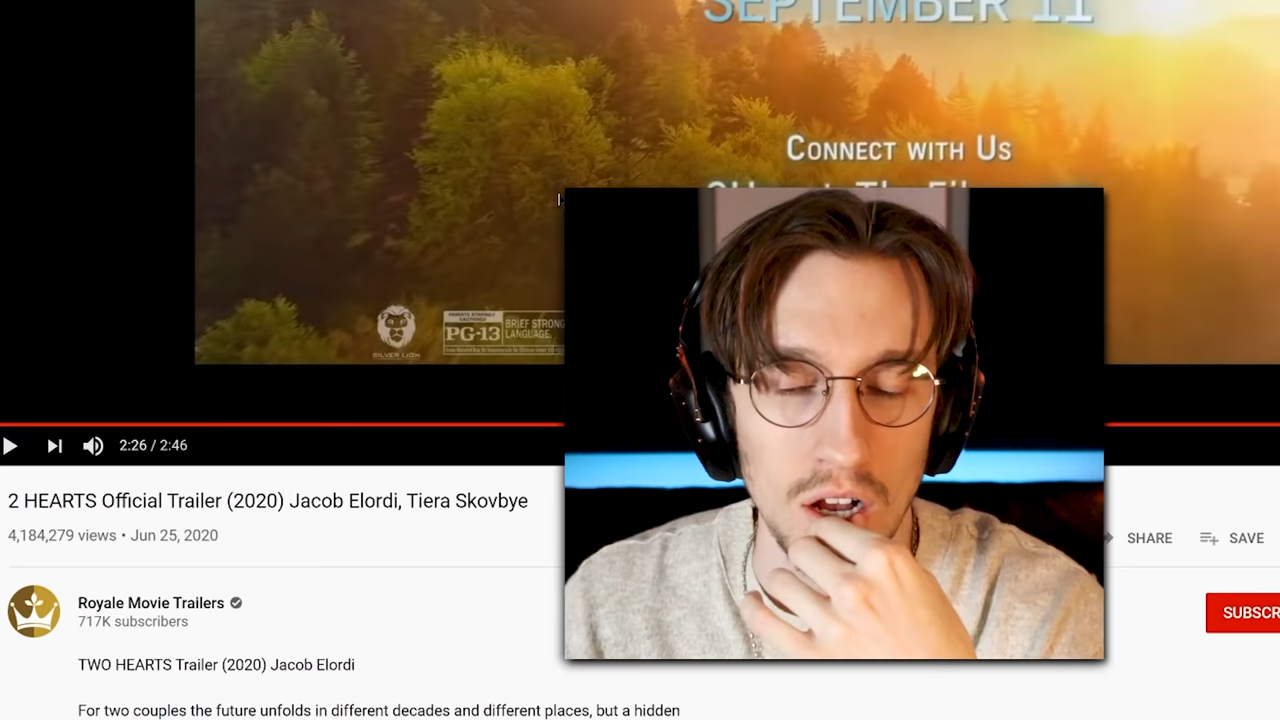 SEPTEMBER 11
CONNECT WITH US
SILVER LION
PG-13
BRIEF STRONG
LANGUAGE
2:26 / 2:46
2 HEARTS Official Trailer (2020) Jacob Elordi, Tiera Skovbye
4,184,279 views • Jun 25, 2020
SHARE
SAVE
Royale Movie Trailers
717K subscribers
SUBSCR
TWO HEARTS Trailer (2020) Jacob Elordi
For two couples the future unfolds in different decades and different places, but a hidden